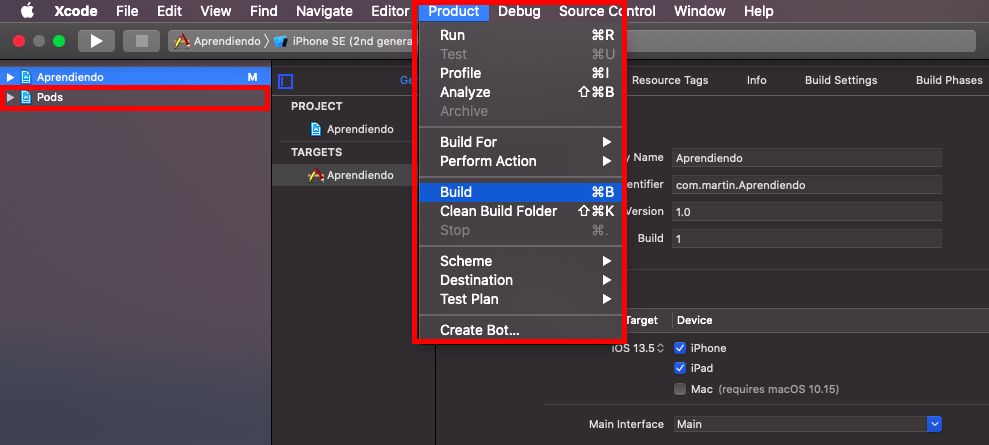 Xcode File Edit View Find Navigate Editor Product Debug Source Control Window Help
Aprendiendo iPhone SE (2nd genera
Aprendiendo M
Pods
Ge
PROJECT
Aprendiendo
TARGETS
Aprendiendo
Run ⌘R
Test ⌘U
Profile ⌘I
Analyze ⇧⌘B
Archive
Build For
Perform Action
Build ⌘B
Clean Build Folder ⇧⌘K
Stop ⌘.
Scheme
Destination
Test Plan
Create Bot...
Resource Tags Info Build Settings Build Phases
y Name Aprendiendo
entifier com.martin.Aprendiendo
Version 1.0
Build 1
Target Device
iOS 13.5 iPhone
iPad
Mac (requires macOS 10.15)
Main Interface Main